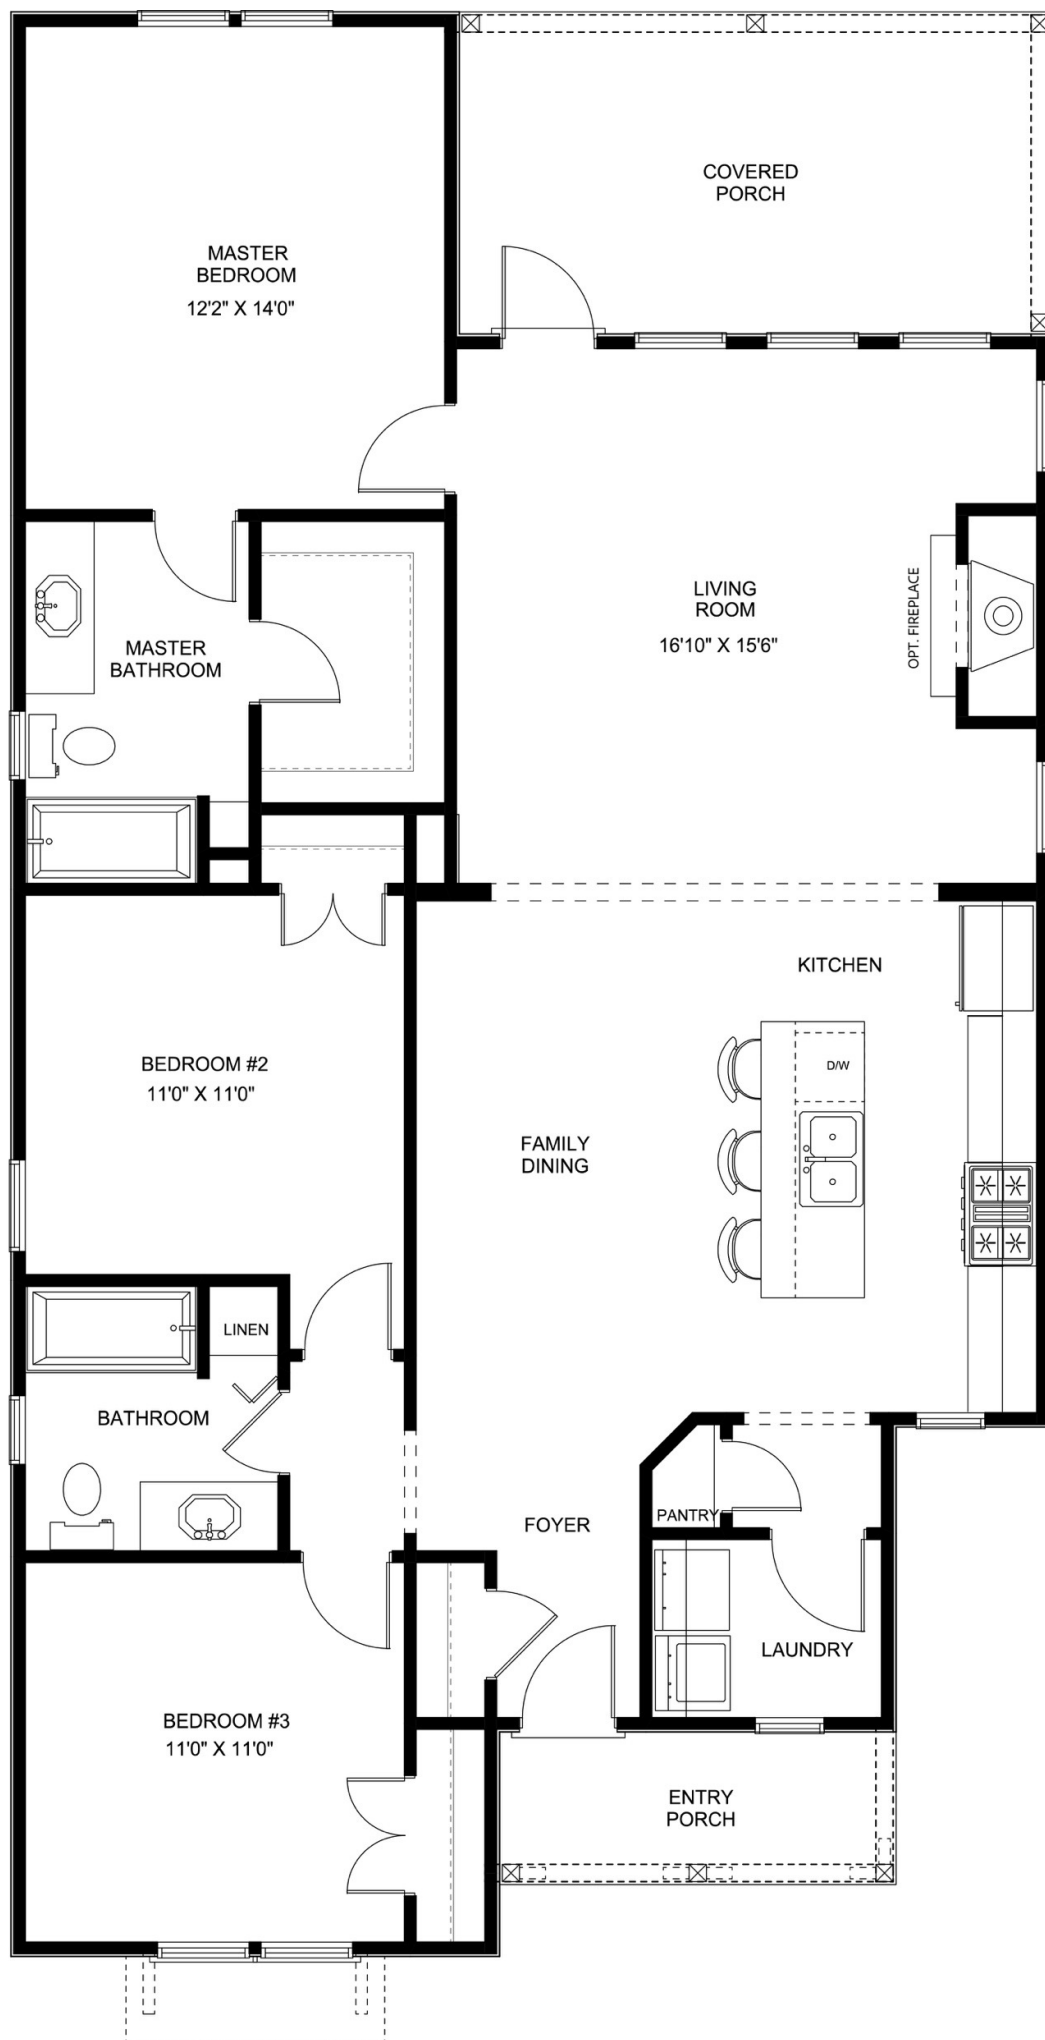 COVERED
PORCH
MASTER
BEDROOM
12'2" X 14'0"
LIVING
ROOM
16'10" X 15'6"
OPT. FIREPLACE
MASTER
BATHROOM
KITCHEN
BEDROOM #2
11'0" X 11'0"
D/W
FAMILY
DINING
LINEN
BATHROOM
PANTRY
FOYER
LAUNDRY
BEDROOM #3
11'0" X 11'0"
ENTRY
PORCH